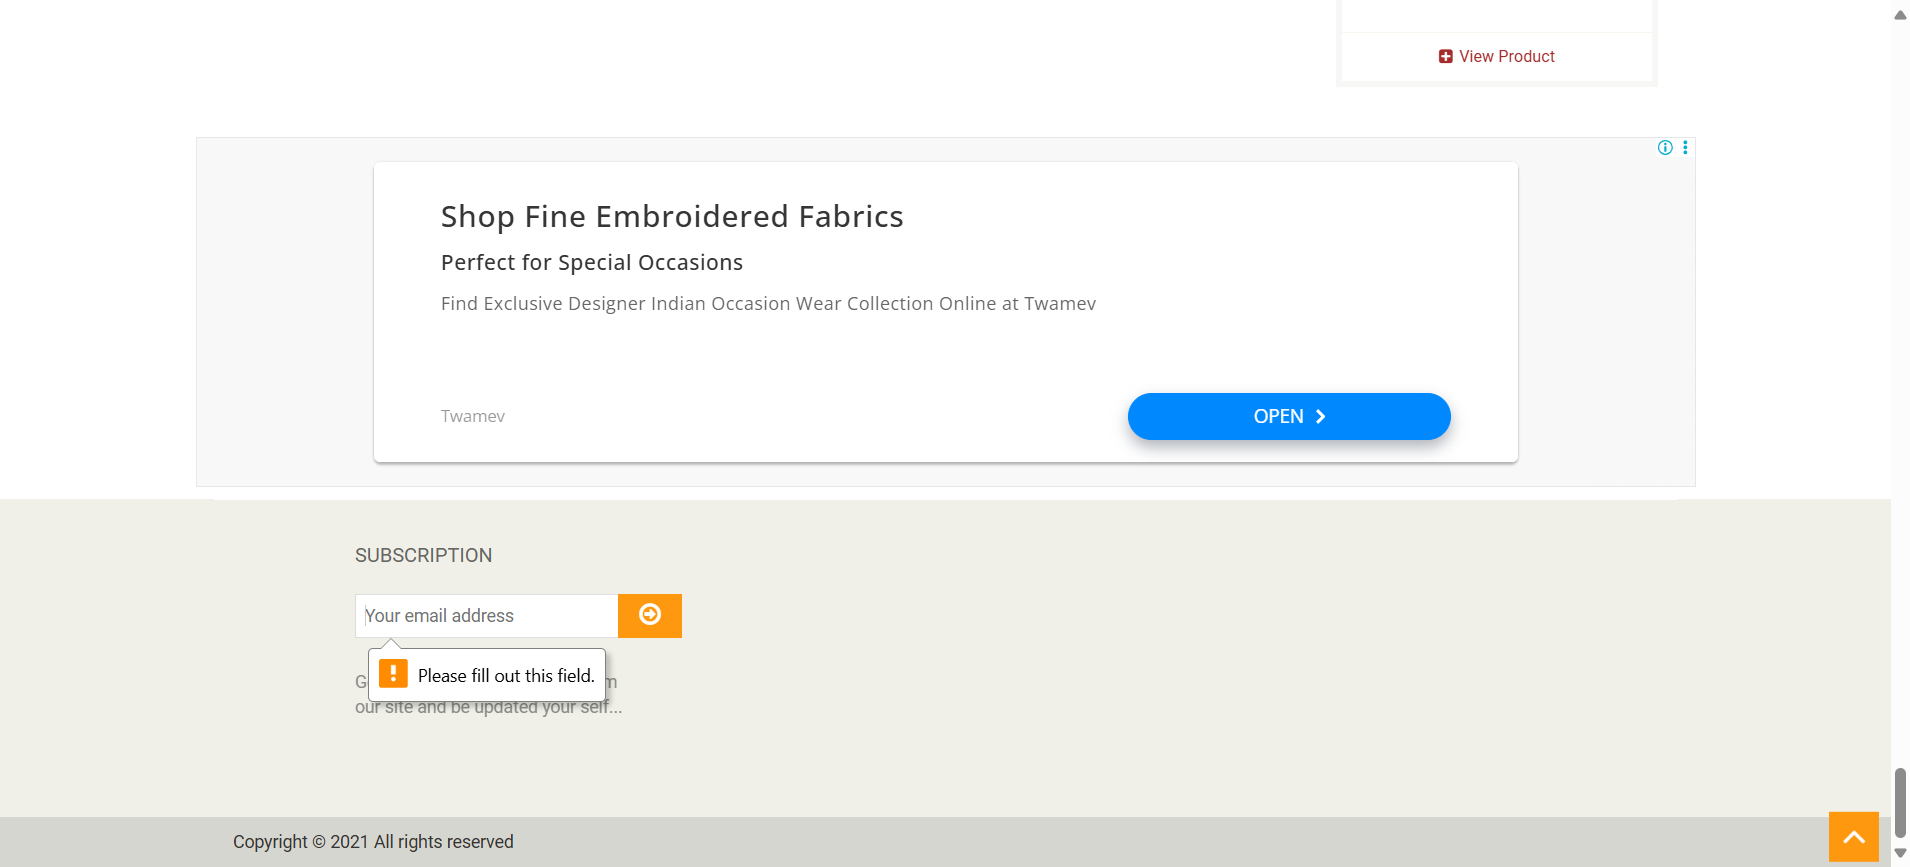 View Product
Shop Fine Embroidered Fabrics
Perfect for Special Occasions
Find Exclusive Designer Indian Occasion Wear Collection Online at Twamev
Twamev
OPEN
SUBSCRIPTION
Your email address
Please fill out this field.
our site and be updated your self...
Copyright © 2021 All rights reserved